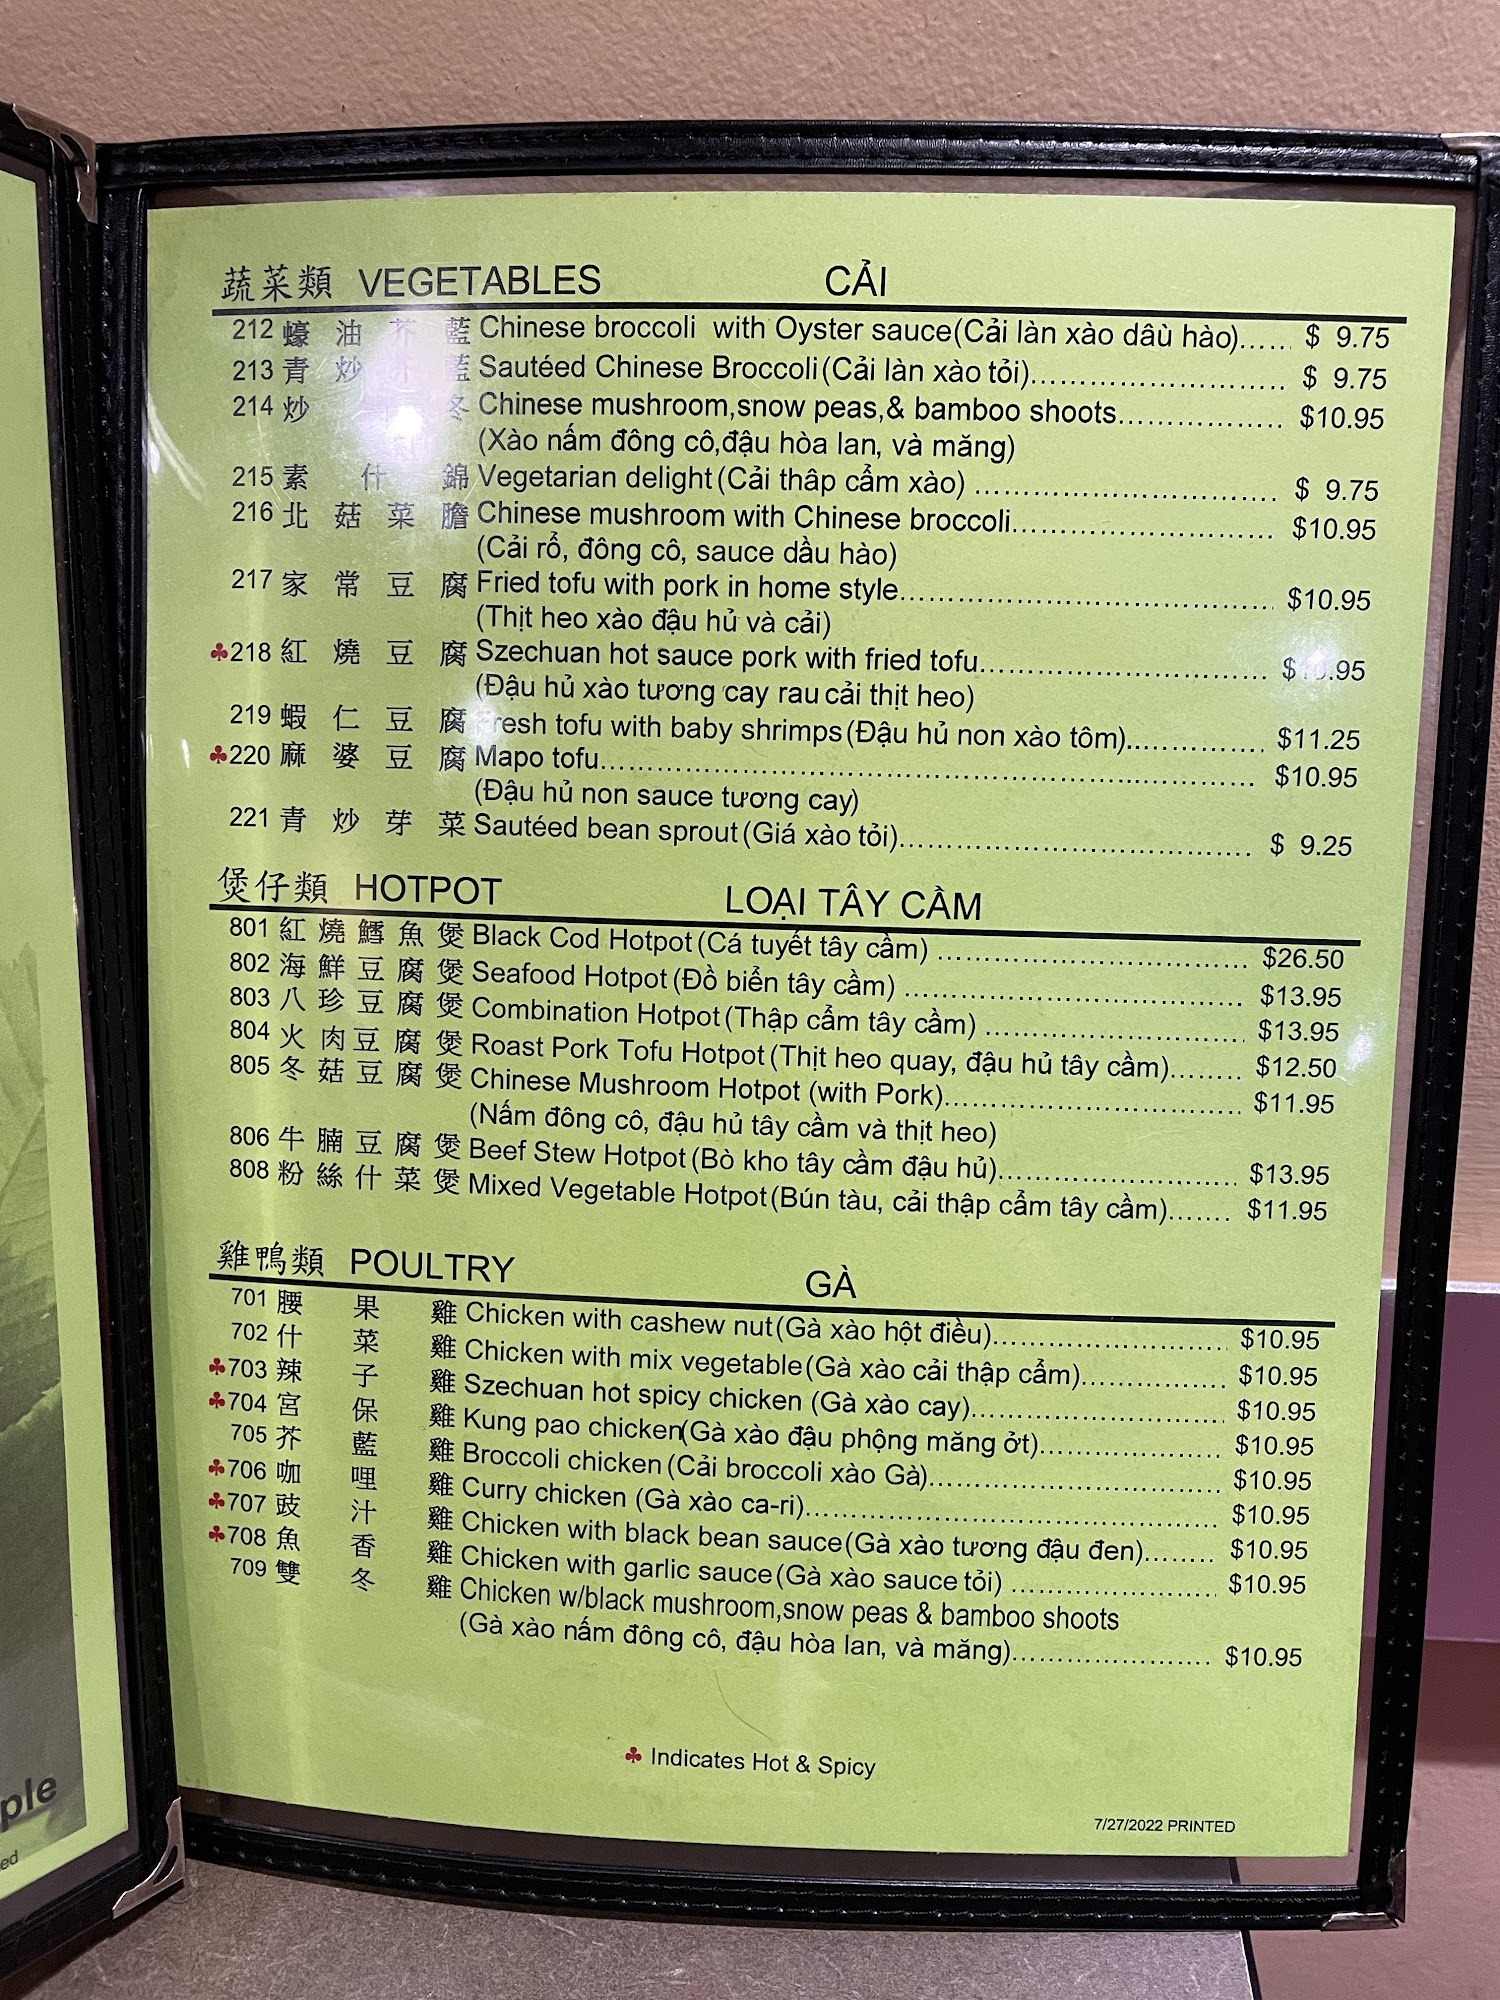 蔬菜類 VEGETABLES CẢI
212 蠔油芥藍 Chinese broccoli with Oyster sauce(Cải làn xào dâù hào)...... $ 9.75
213 青炒芥藍 Sautéed Chinese Broccoli(Cải làn xào tỏi)............................ $ 9.75
214 炒 冬 Chinese mushroom,snow peas,& bamboo shoots................. $10.95
(Xào nấm đông cô,đậu hòa lan, và măng)
215 素什錦 Vegetarian delight(Cải thâp cẩm xào) ................................. $ 9.75
216 北菇菜膽 Chinese mushroom with Chinese broccoli............................ $10.95
(Cải rổ, đông cô, sauce dầu hào)
217 家常豆腐 Fried tofu with pork in home style........................................ $10.95
(Thịt heo xào đậu hủ và cải)
♣218 紅燒豆腐 Szechuan hot sauce pork with fried tofu............................... $10.95
(Đậu hủ xào tương cay rau cải thịt heo)
219 蝦仁豆腐 Fresh tofu with baby shrimps(Đậu hủ non xào tôm)............... $11.25
♣220 麻婆豆腐 Mapo tofu....................................................................... $10.95
(Đậu hủ non sauce tương cay)
221 青炒芽菜 Sautéed bean sprout(Giá xào tỏi)...................................... $ 9.25
煲仔類 HOTPOT LOẠI TÂY CẦM
801 紅燒鱈魚煲 Black Cod Hotpot(Cá tuyết tây cầm) ................................. $26.50
802 海鮮豆腐煲 Seafood Hotpot(Đồ biển tây cầm) .................................... $13.95
803 八珍豆腐煲 Combination Hotpot(Thập cẩm tây cầm) ............................ $13.95
804 火肉豆腐煲 Roast Pork Tofu Hotpot(Thịt heo quay, đậu hủ tây cầm)........ $12.50
805 冬菇豆腐煲 Chinese Mushroom Hotpot (with Pork)................................ $11.95
(Nấm đông cô, đậu hủ tây cầm và thịt heo)
806 牛腩豆腐煲 Beef Stew Hotpot(Bò kho tây cầm đậu hủ)......................... $13.95
808 粉絲什菜煲 Mixed Vegetable Hotpot(Bún tàu, cải thập cẩm tây cầm)....... $11.95
雞鴨類 POULTRY GÀ
701 腰果雞 Chicken with cashew nut(Gà xào hột điều).......................... $10.95
702 什菜雞 Chicken with mix vegetable(Gà xào cải thập cẩm)................ $10.95
♣703 辣子雞 Szechuan hot spicy chicken (Gà xào cay)............................ $10.95
♣704 宮保雞 Kung pao chicken(Gà xào đậu phộng măng ởt).................... $10.95
705 芥藍雞 Broccoli chicken(Cải broccoli xào Gà)................................ $10.95
♣706 咖哩雞 Curry chicken (Gà xào ca-ri)............................................. $10.95
♣707 豉汁雞 Chicken with black bean sauce(Gà xào tương đậu đen)........ $10.95
♣708 魚香雞 Chicken with garlic sauce(Gà xào sauce tỏi) ....................... $10.95
709 雙冬雞 Chicken w/black mushroom,snow peas & bamboo shoots
(Gà xào nấm đông cô, đậu hòa lan, và măng)....................... $10.95
♣ Indicates Hot & Spicy
7/27/2022 PRINTED
ple
ed